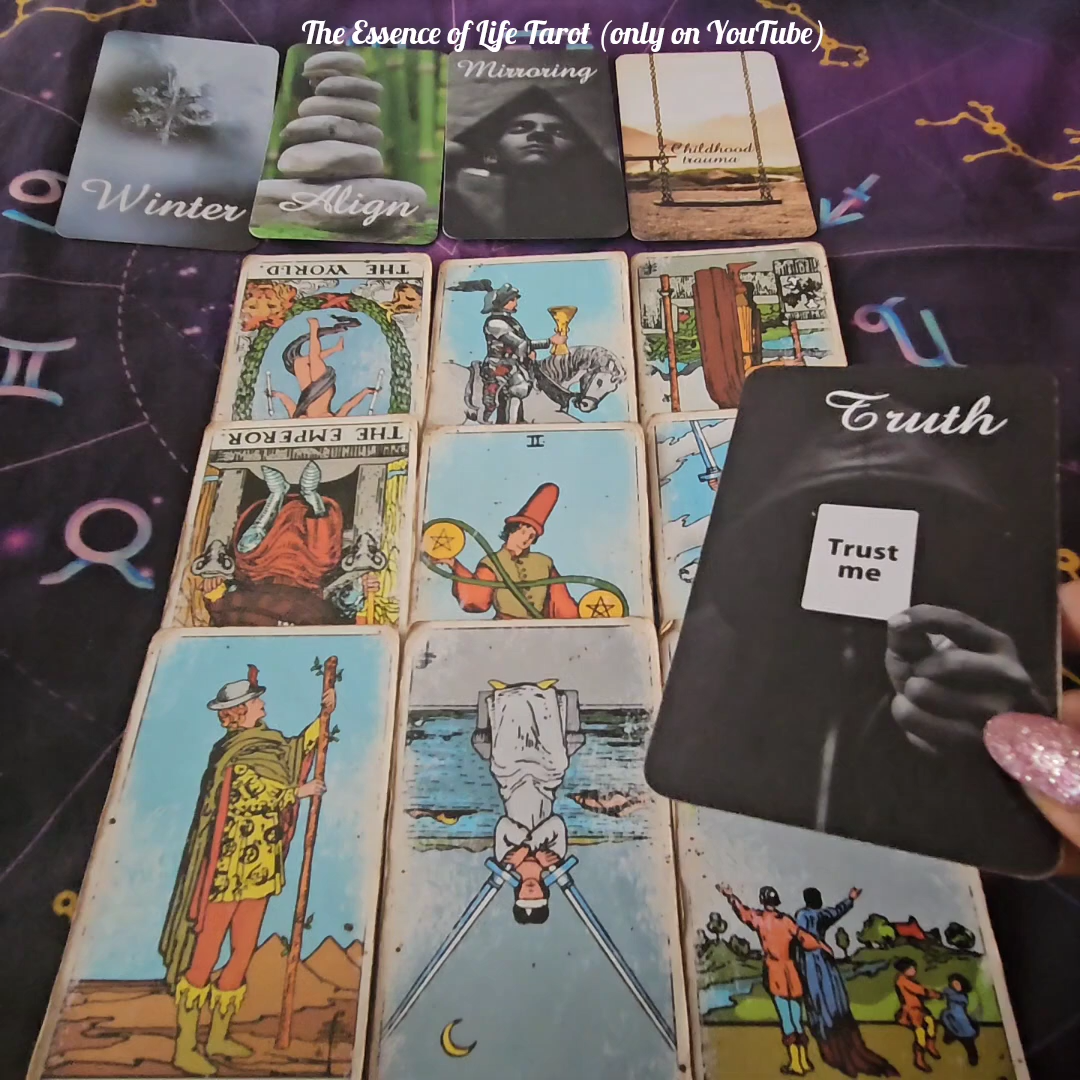 The Essence of Life Tarot (only on YouTube)
Winter
Align
Mirroring
Childhood
trauma
THE WORLD.
THE EMPEROR.
II
Truth
Trust
me